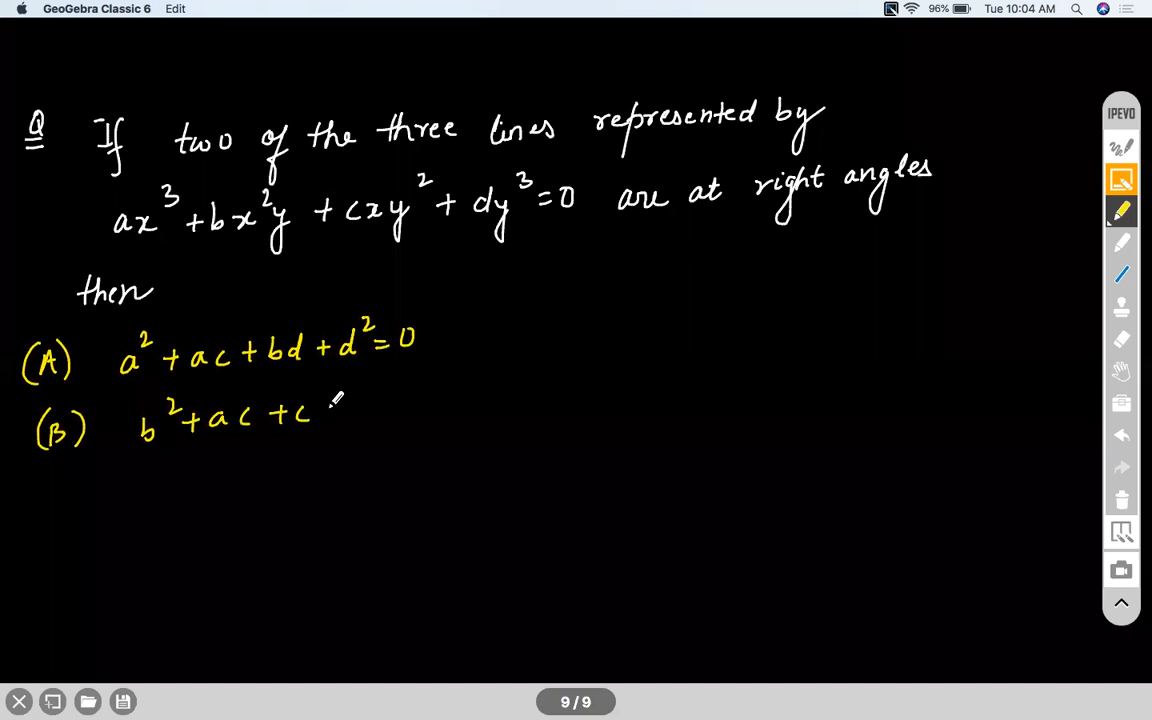 GeoGebra Classic 6 Edit 96% Tue 10:04 AM
Q If two of the three lines represented by
ax³ + bx²y + cxy² + dy³ = 0 are at right angles
then
(A) a² + ac + bd + d² = 0
(B) b² + ac + c
IPEVO
9 / 9